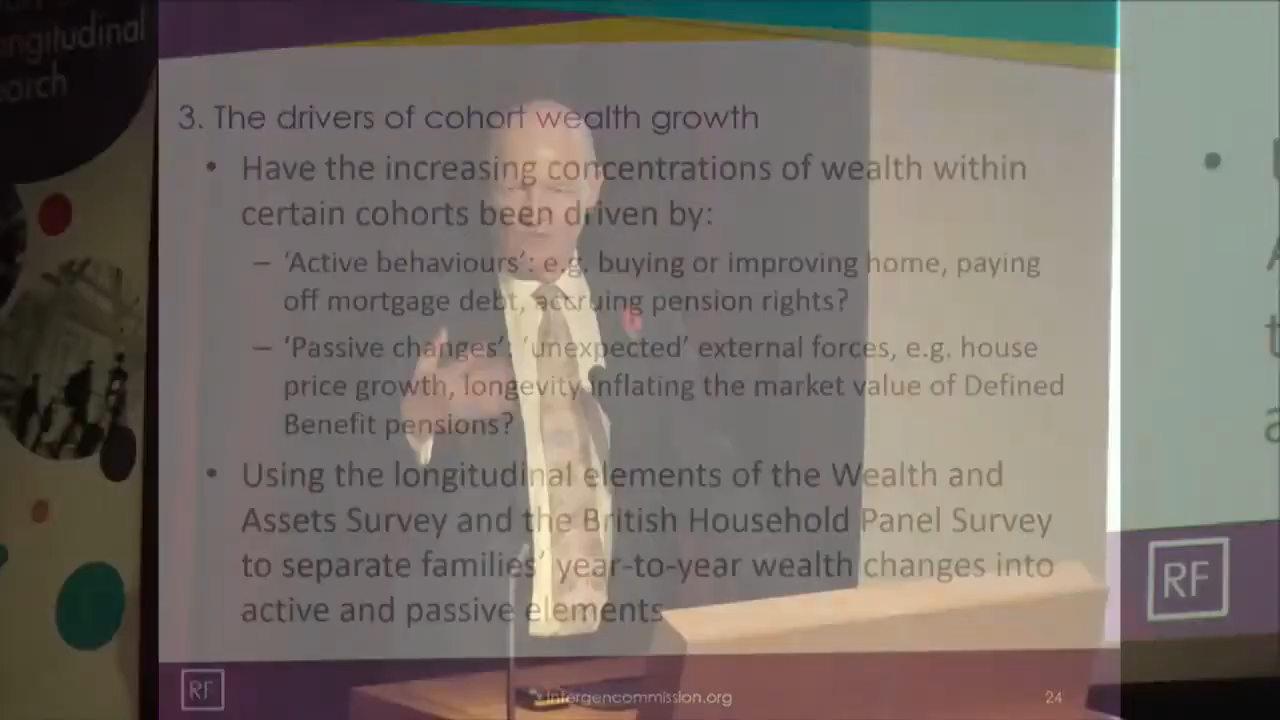 ngitudinal
arch
3. The drivers of cohort wealth growth
• Have the increasing concentrations of wealth within
certain cohorts been driven by:
– ‘Active behaviours’: e.g. buying or improving home, paying
off mortgage debt, accruing pension rights?
– ‘Passive changes’: ‘unexpected’ external forces, e.g. house
price growth, longevity inflating the market value of Defined
Benefit pensions?
• Using the longitudinal elements of the Wealth and
Assets Survey and the British Household Panel Survey
to separate families’ year-to-year wealth changes into
active and passive elements
RF
intergencommission.org
24
RF